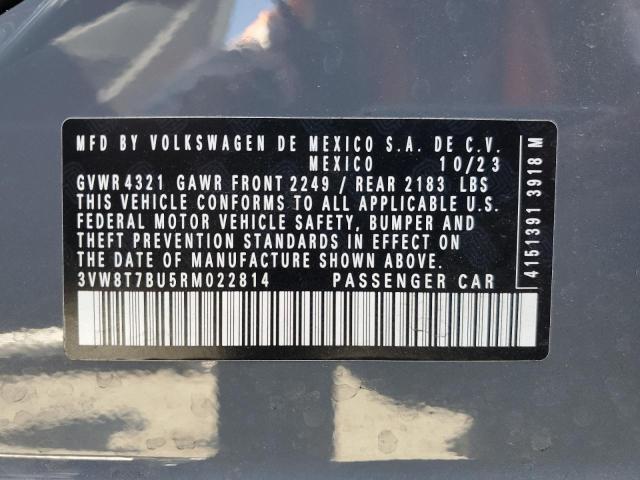 MFD BY VOLKSWAGEN DE MEXICO S.A. DE C.V.
MEXICO 10/23
GVWR 4321 GAWR FRONT 2249 / REAR 2183 LBS
THIS VEHICLE CONFORMS TO ALL APPLICABLE U.S.
FEDERAL MOTOR VEHICLE SAFETY, BUMPER AND
THEFT PREVENTION STANDARDS IN EFFECT ON
THE DATE OF MANUFACTURE SHOWN ABOVE.
3VW8T7BU5RM022814 PASSENGER CAR
4151391 3918 M